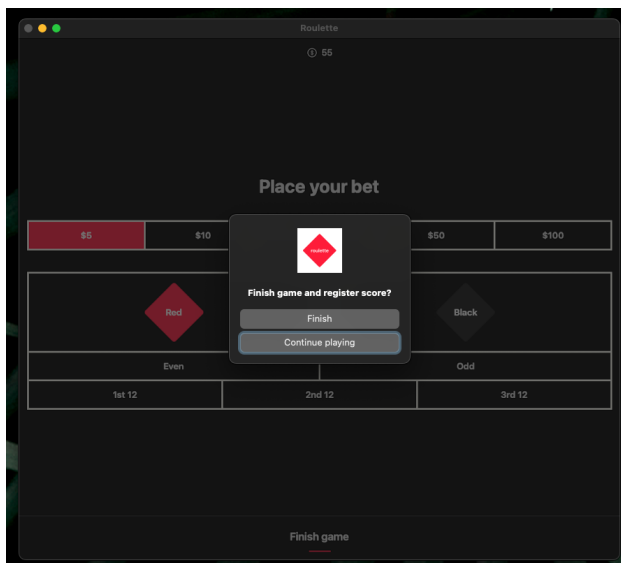 Roulette
55
Place your bet
$5 $10 $50 $100
roulette
Finish game and register score?
Finish
Continue playing
Red Black
Even Odd
1st 12 2nd 12 3rd 12
Finish game